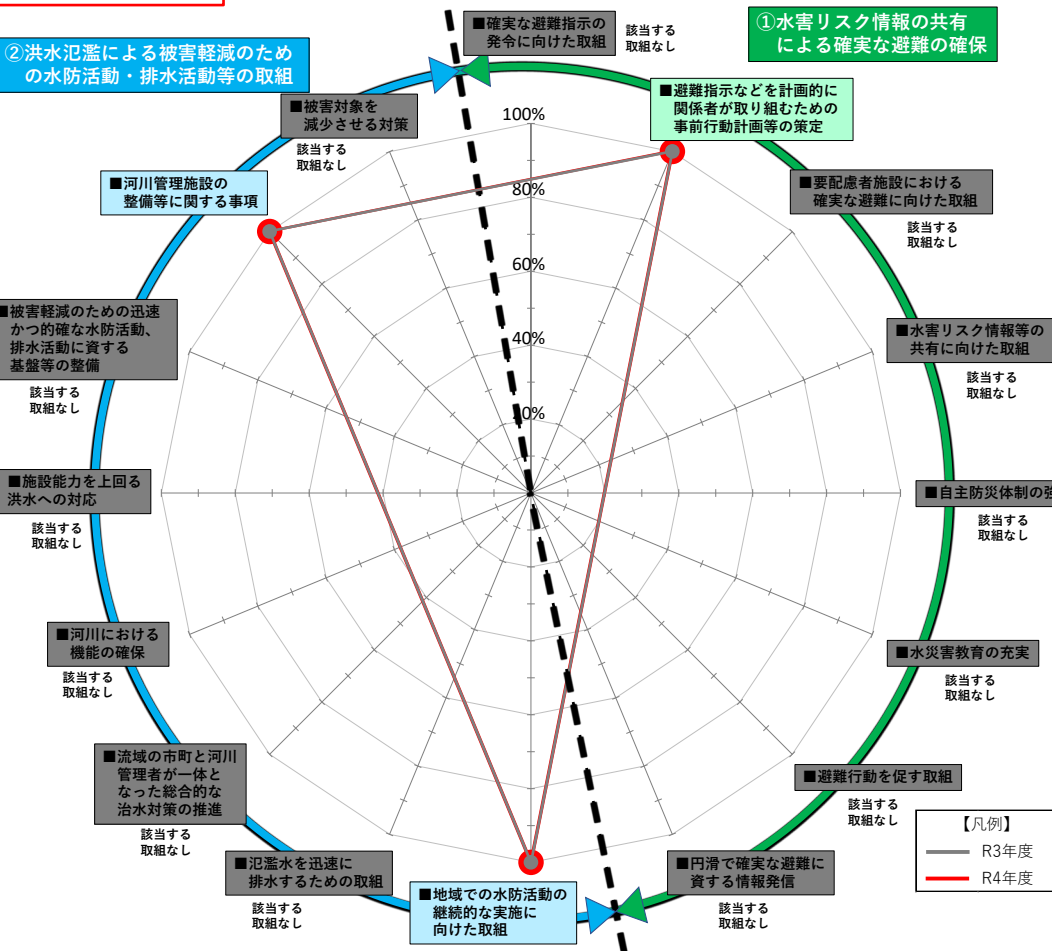 ■確実な避難指示の
発令に向けた取組
該当する
取組なし
①水害リスク情報の共有
による確実な避難の確保
②洪水氾濫による被害軽減のため
の水防活動・排水活動等の取組
■被害対象を
減少させる対策
該当する
取組なし
■避難指示などを計画的に
関係者が取り組むための
事前行動計画等の策定
100%
80%
60%
40%
20%
■河川管理施設の
整備等に関する事項
■要配慮者施設における
確実な避難に向けた取組
該当する
取組なし
■被害軽減のための迅速
かつ的確な水防活動、
排水活動に資する
基盤等の整備
該当する
取組なし
■水害リスク情報等の
共有に向けた取組
該当する
取組なし
■施設能力を上回る
洪水への対応
該当する
取組なし
■自主防災体制の強
該当する
取組なし
■河川における
機能の確保
該当する
取組なし
■水災害教育の充実
該当する
取組なし
■流域の市町と河川
管理者が一体と
なった総合的な
治水対策の推進
該当する
取組なし
■避難行動を促す取組
該当する
取組なし
■氾濫水を迅速に
排水するための取組
該当する
取組なし
■地域での水防活動の
継続的な実施に
向けた取組
■円滑で確実な避難に
資する情報発信
該当する
取組なし
【凡例】
R3年度
R4年度